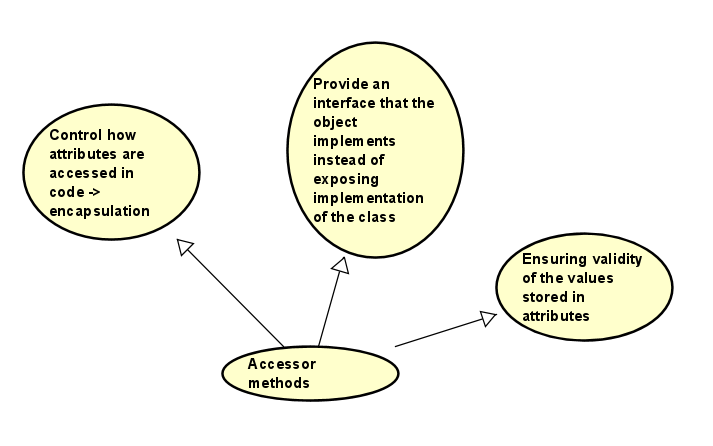 Control how
attributes are
accessed in
code ->
encapsulation
Provide an
interface that the
object
implements
instead of
exposing
implementation
of the class
Ensuring validity
of the values
stored in
attributes
Accessor
methods